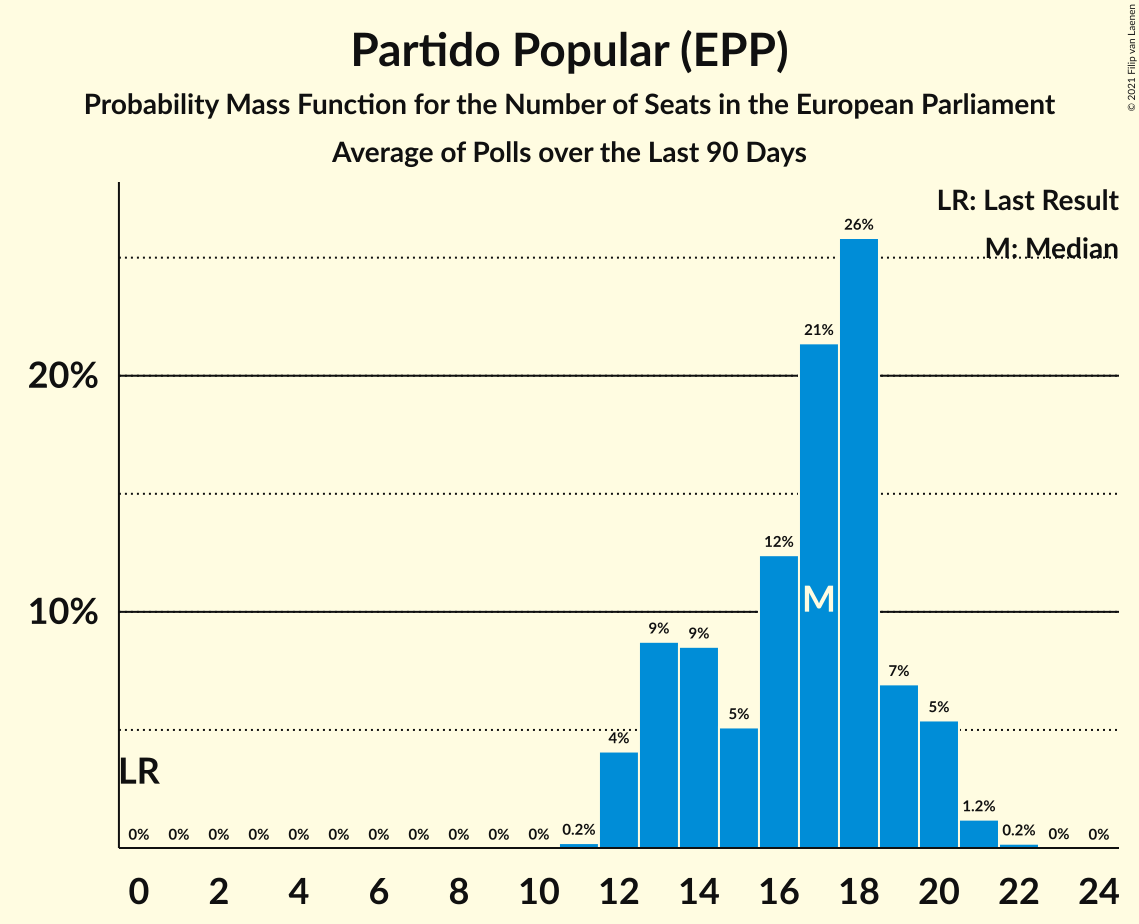 Partido Popular (EPP)
Probability Mass Function for the Number of Seats in the European Parliament
Average of Polls over the Last 90 Days
© 2021 Filip van Laenen
LR: Last Result
M: Median
26%
21%
20%
12%
M
10%
9%
9%
7%
5%
5%
4%
LR
1.2%
0% 0% 0% 0% 0% 0% 0% 0% 0% 0% 0% 0.2% 0.2% 0% 0%
0 2 4 6 8 10 12 14 16 18 20 22 24